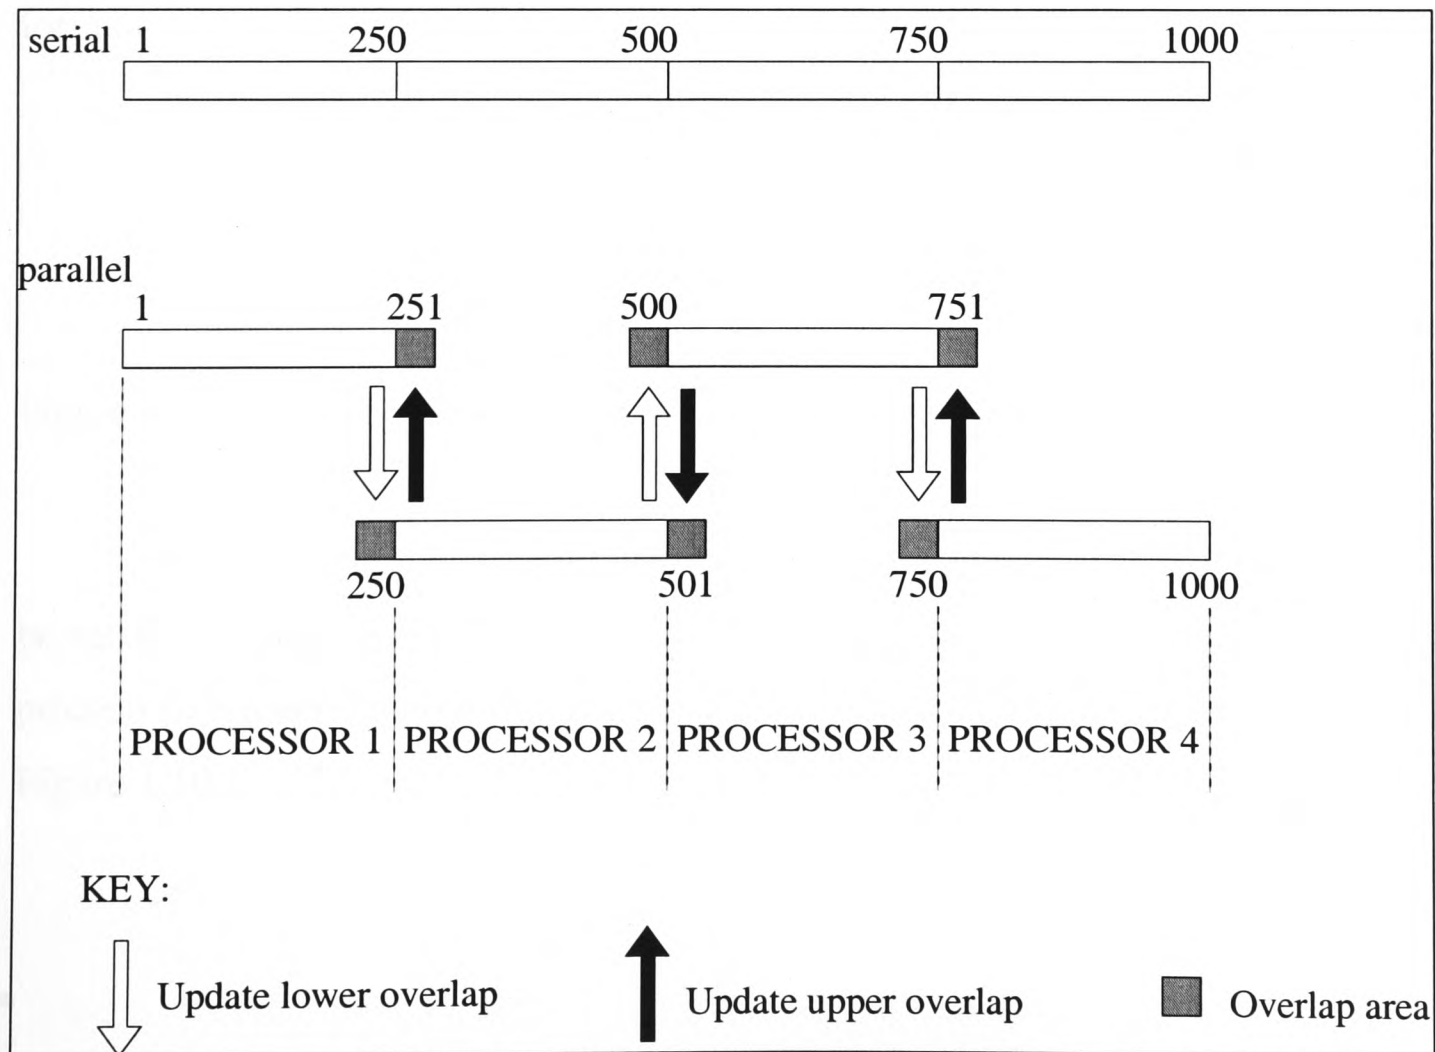 serial 1 250 500 750 1000
parallel
1 251 500 751
250 501 750 1000
PROCESSOR 1 PROCESSOR 2 PROCESSOR 3 PROCESSOR 4
KEY:
Update lower overlap Update upper overlap Overlap area